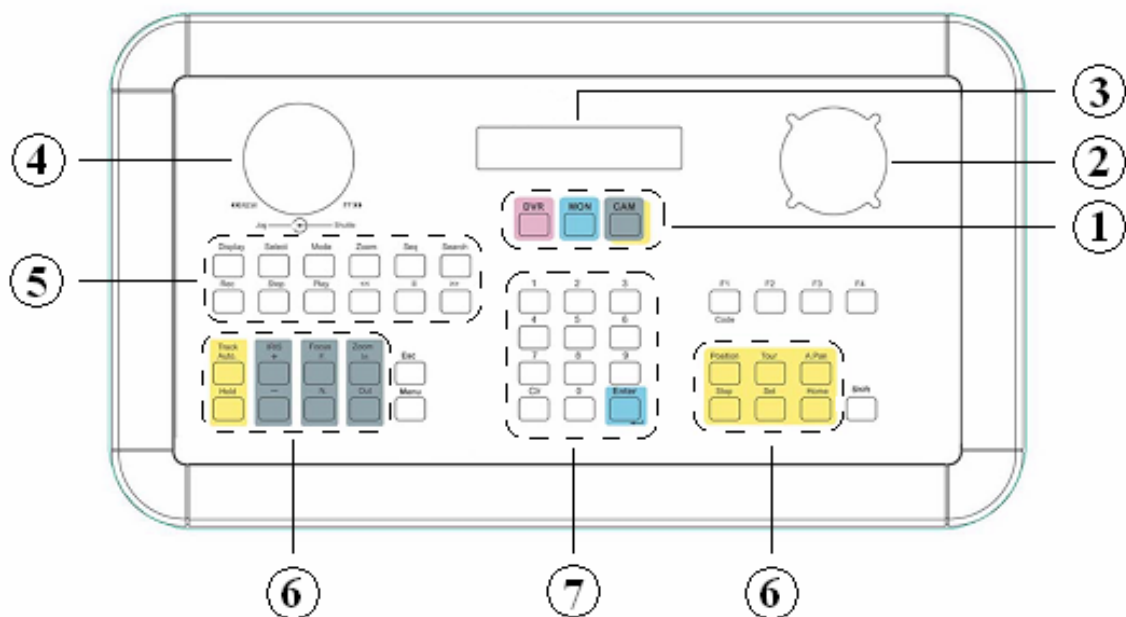 3
4
2
DVR MON CAM
1
Jog Shuttle
Display Select Mode Zoom Seq Search
5
Rec Stop Play << II >>
1 2 3
F1 F2 F3 F4
Code
4 5 6
Track Auto. IRIS + Focus F. Zoom In
Esc
7 8 9
Position Tour A.Pan
Hold — N. Out
Menu
Clr 0 Enter
Stop Set Home
Shift
6 7 6